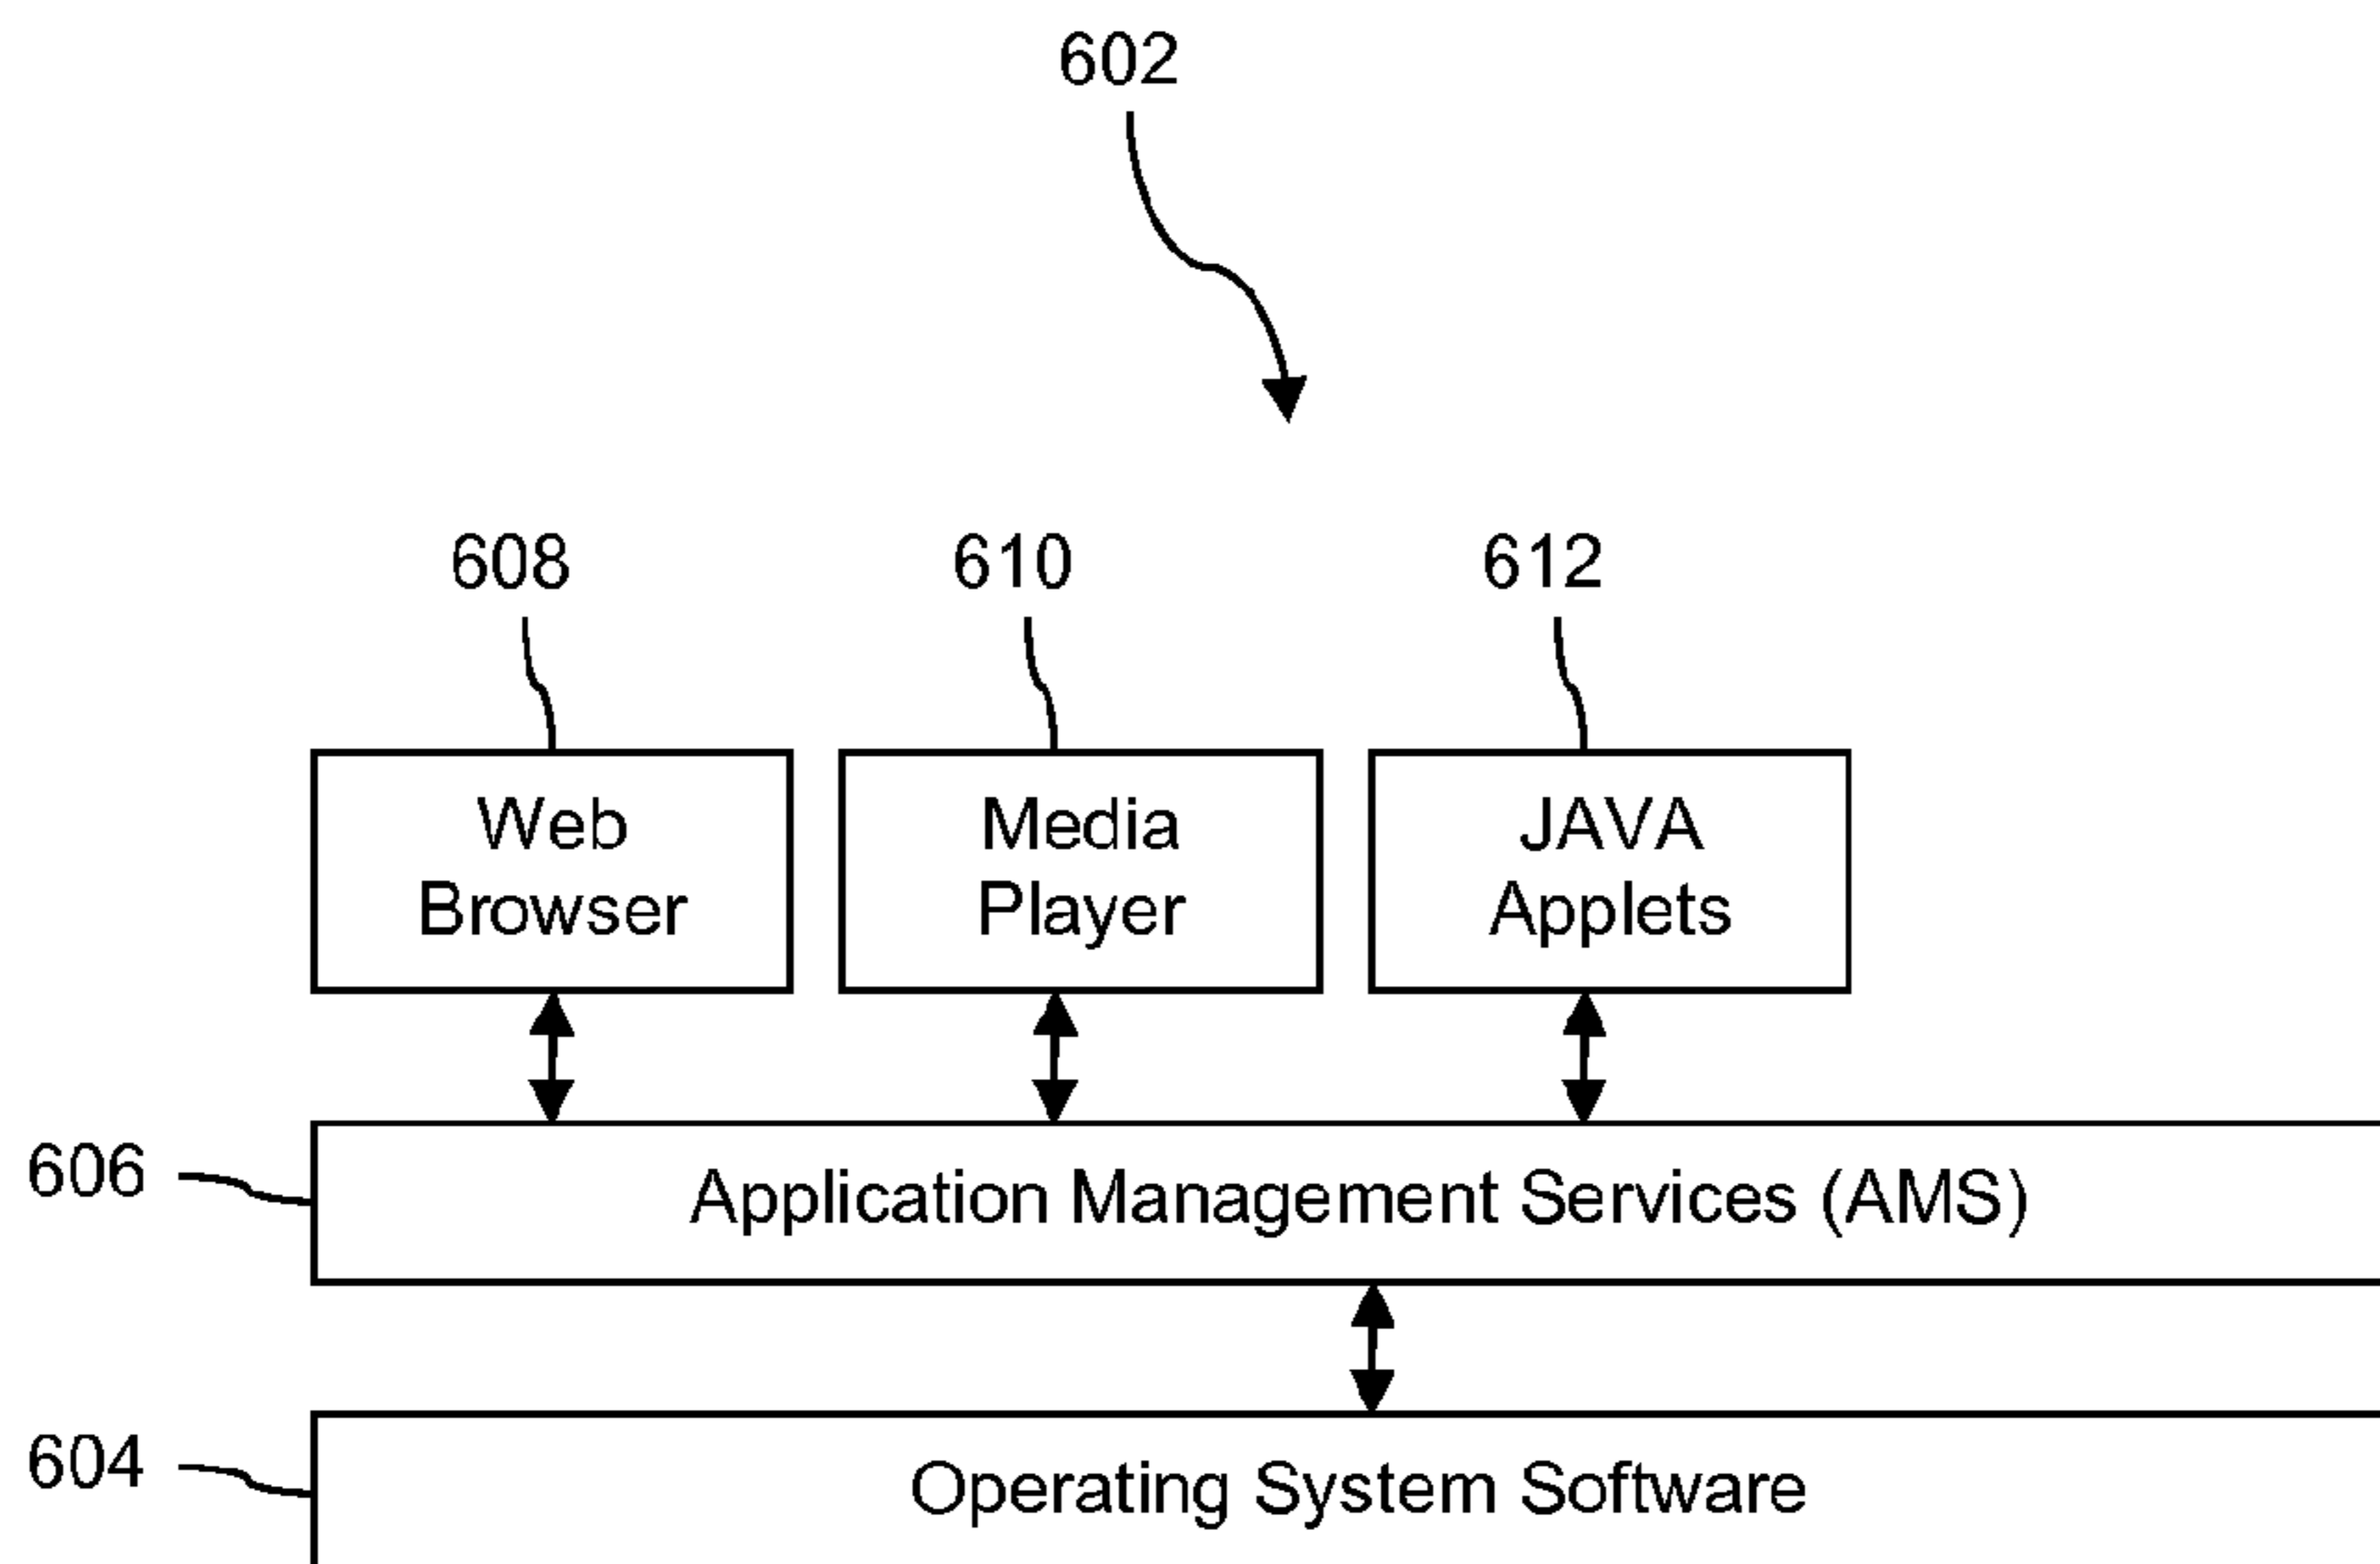 602
608
610
612
Web
Browser
Media
Player
JAVA
Applets
606
Application Management Services (AMS)
604
Operating System Software